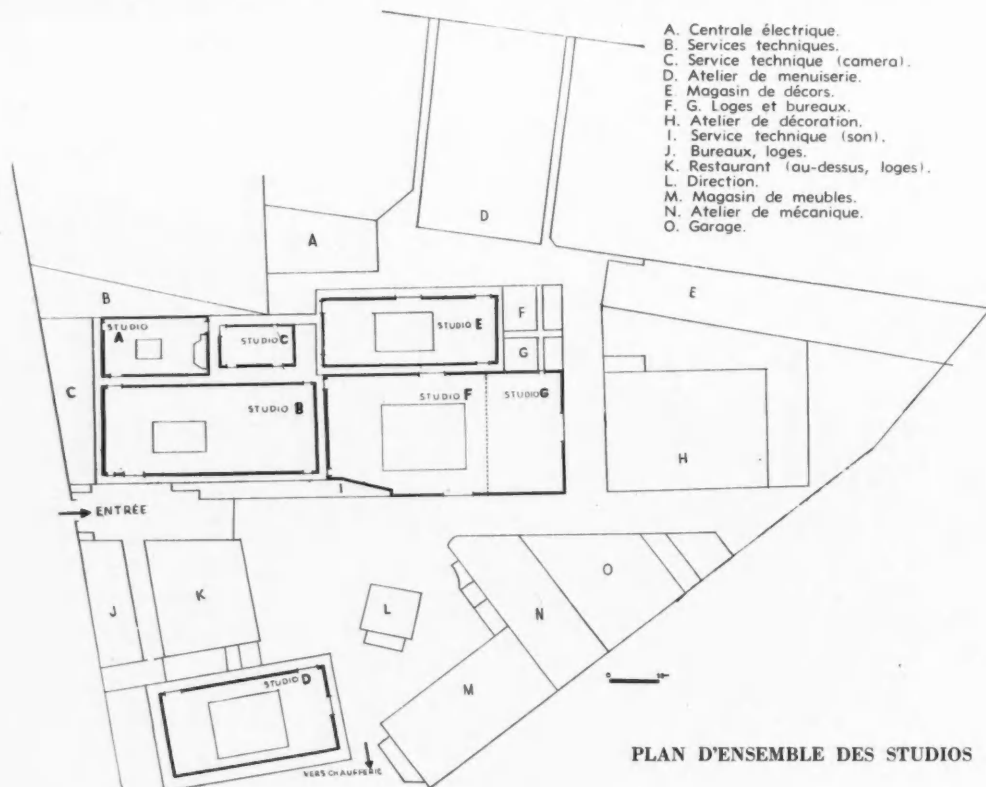 A. Centrale électrique.
B. Services techniques.
C. Service technique (camera).
D. Atelier de menuiserie.
E. Magasin de décors.
F. G. Loges et bureaux.
H. Atelier de décoration.
I. Service technique (son).
J. Bureaux, loges.
K. Restaurant (au-dessus, loges).
L. Direction.
M. Magasin de meubles.
N. Atelier de mécanique.
O. Garage.
D
A
E
B
F
STUDIO A
STUDIO C
STUDIO E
G
C
STUDIO B
STUDIO F
STUDIO G
H
I
ENTRÉE
O
J
K
L
N
STUDIO D
M
0
VERS CHAUFFERIE
PLAN D'ENSEMBLE DES STUDIOS